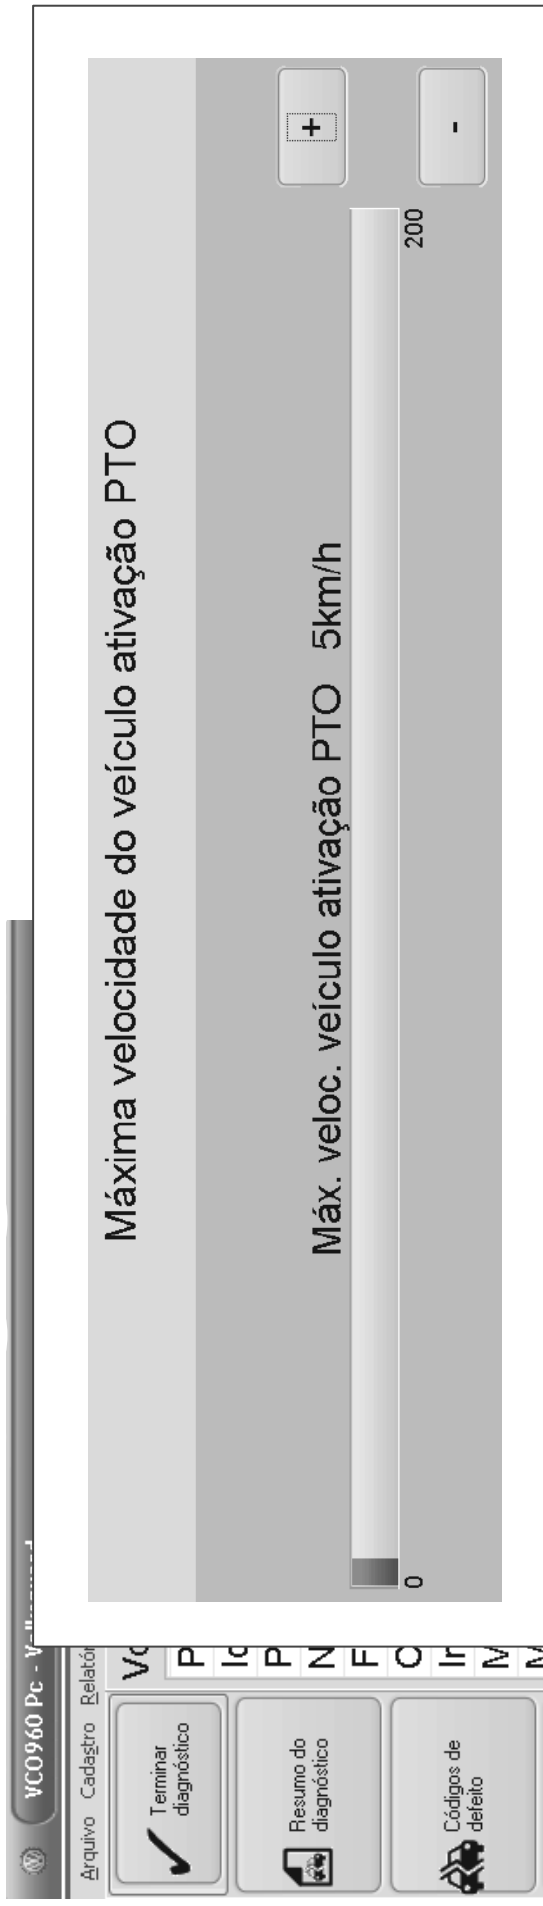 VCO960 Pc -
Arquivo Cadastro Relatór
Terminar
diagnóstico
Resumo do
diagnóstico
Códigos de
defeito
Máxima velocidade do veículo ativação PTO
Máx. veloc. veículo ativação PTO 5km/h
0
200
+
-